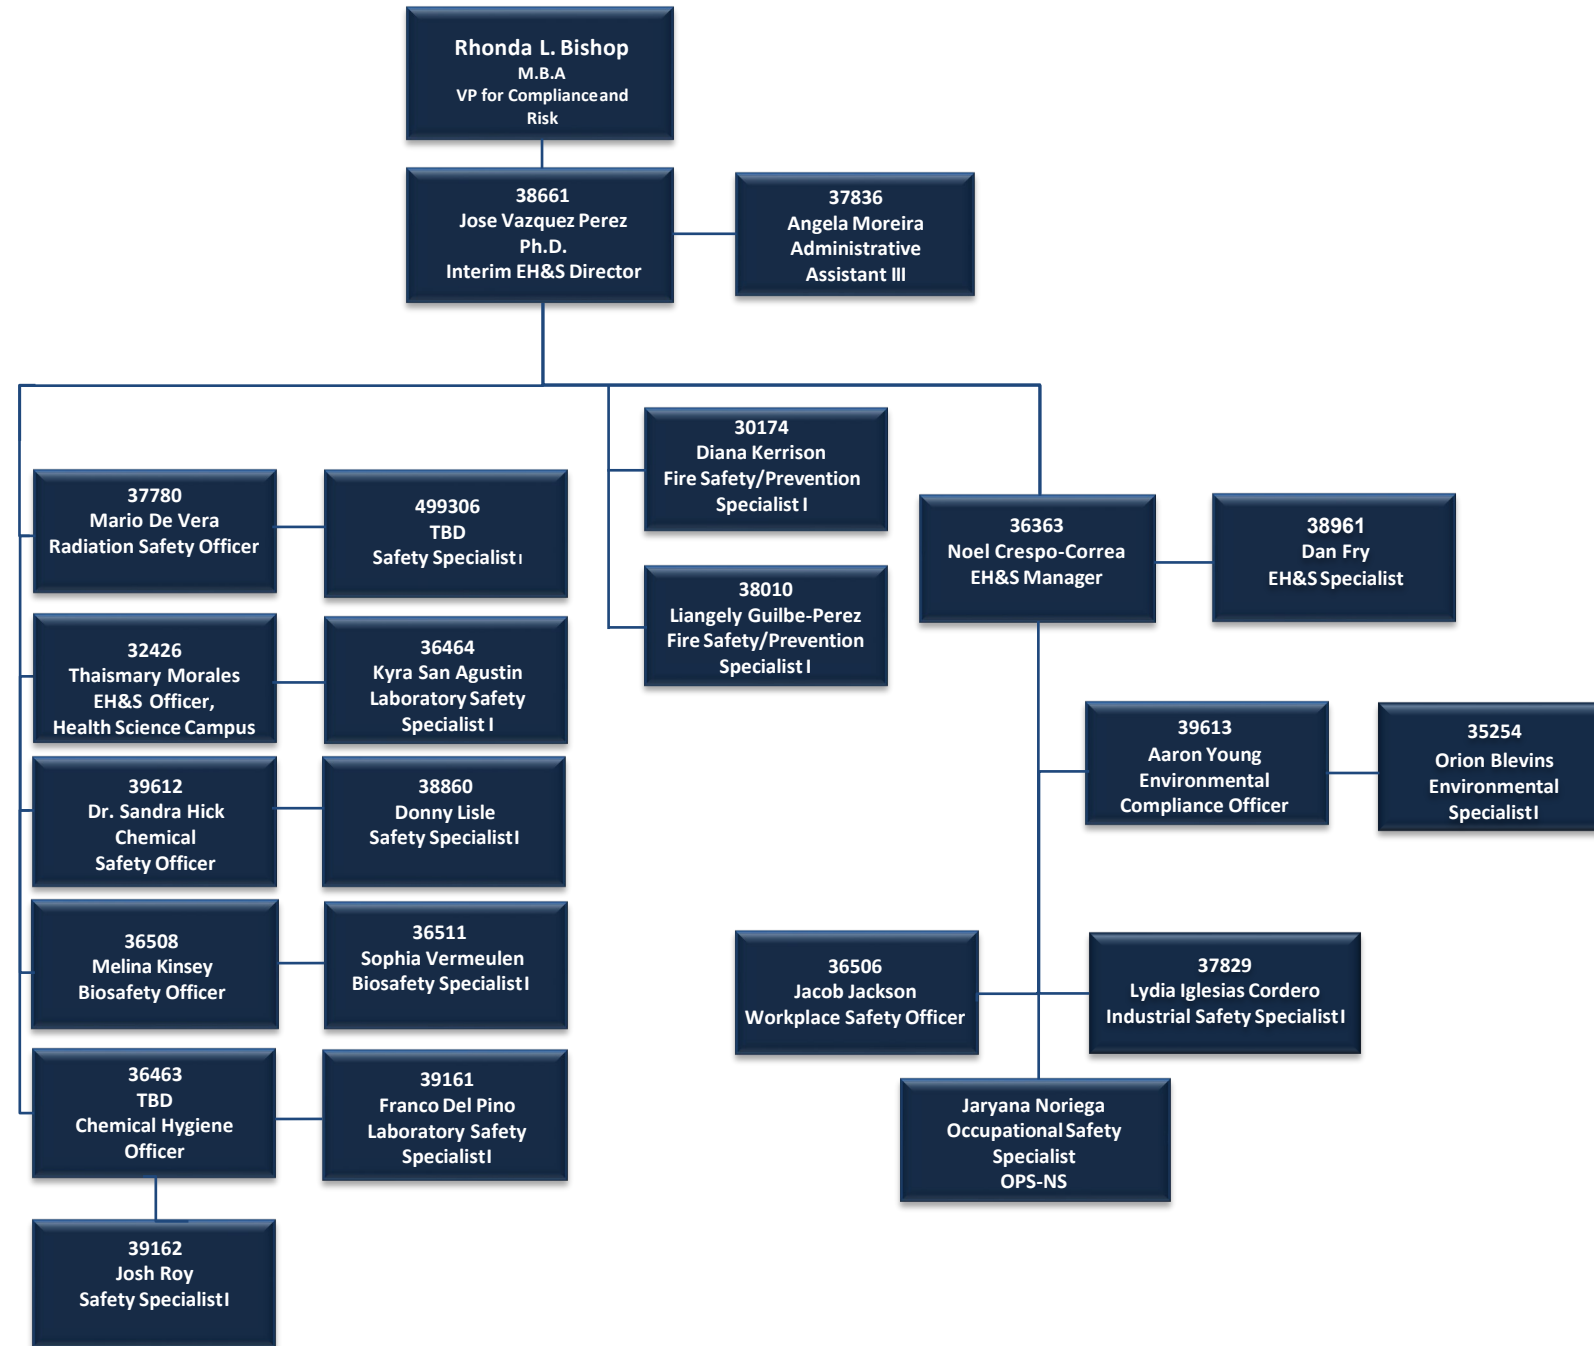 Rhonda L. Bishop
M.B.A
VP for Compliance and
Risk
38661
Jose Vazquez Perez
Ph.D.
Interim EH&S Director
37836
Angela Moreira
Administrative
Assistant III
37780
Mario De Vera
Radiation Safety Officer
499306
TBD
Safety Specialist I
32426
Thaismary Morales
EH&S Officer,
Health Science Campus
36464
Kyra San Agustin
Laboratory Safety
Specialist I
39612
Dr. Sandra Hick
Chemical
Safety Officer
38860
Donny Lisle
Safety Specialist I
36508
Melina Kinsey
Biosafety Officer
36511
Sophia Vermeulen
Biosafety Specialist I
36463
TBD
Chemical Hygiene
Officer
39161
Franco Del Pino
Laboratory Safety
Specialist I
39162
Josh Roy
Safety Specialist I
30174
Diana Kerrison
Fire Safety/Prevention
Specialist I
38010
Liangely Guilbe-Perez
Fire Safety/Prevention
Specialist I
36363
Noel Crespo-Correa
EH&S Manager
38961
Dan Fry
EH&S Specialist
39613
Aaron Young
Environmental
Compliance Officer
35254
Orion Blevins
Environmental
Specialist I
36506
Jacob Jackson
Workplace Safety Officer
37829
Lydia Iglesias Cordero
Industrial Safety Specialist I
Jaryana Noriega
Occupational Safety
Specialist
OPS-NS